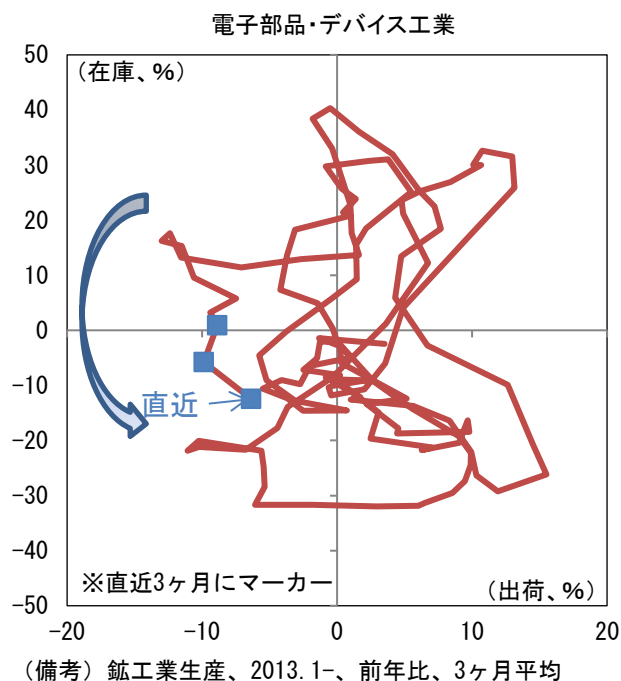 電子部品・デバイス工業
50
（在庫、%）
40
30
20
10
0
-10
直近
-20
-30
-40
※直近3ヶ月にマーカー
（出荷、%）
-50
-20
-10
0
10
20
（備考）鉱工業生産、2013.1-、前年比、3ヶ月平均